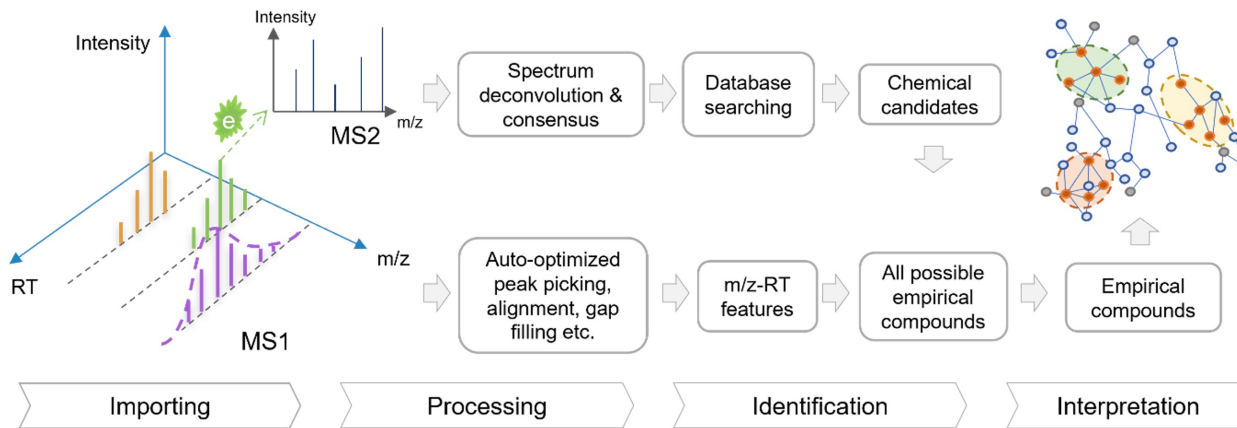 Intensity
RT
m/z
MS1
e
Intensity
m/z
MS2
Spectrum
deconvolution &
consensus
Database
searching
Chemical
candidates
Auto-optimized
peak picking,
alignment, gap
filling etc.
m/z-RT
features
All possible
empirical
compounds
Empirical
compounds
Importing
Processing
Identification
Interpretation